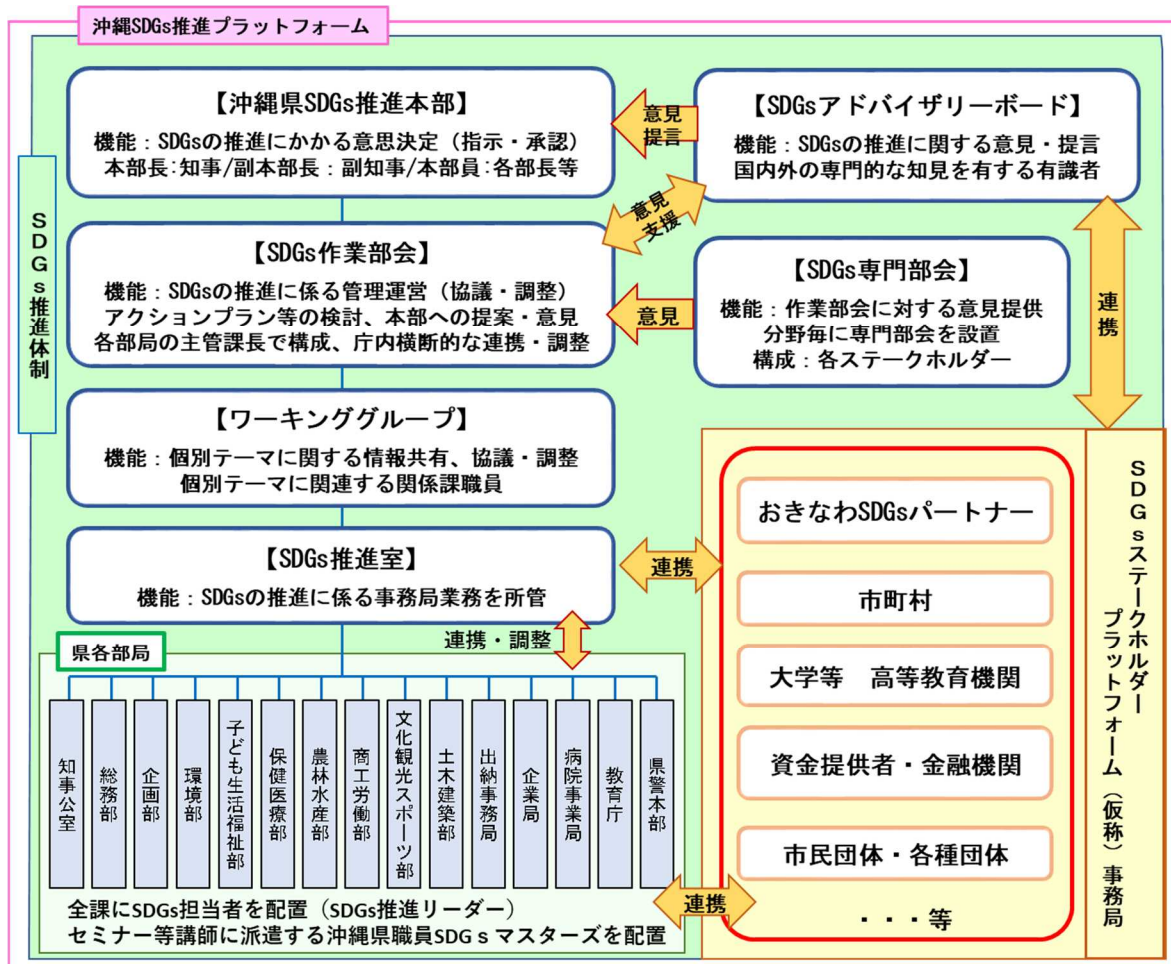 沖縄SDGs推進プラットフォーム
SDGs推進体制
【沖縄県SDGs推進本部】
機能：SDGsの推進にかかる意思決定（指示・承認）
本部長：知事/副本部長：副知事/本部員：各部長等
意見
提言
【SDGsアドバイザリーボード】
機能：SDGsの推進に関する意見・提言
国内外の専門的な知見を有する有識者
意見
支援
【SDGs作業部会】
機能：SDGsの推進に係る管理運営（協議・調整）
アクションプラン等の検討、本部への提案・意見
各部局の主管課長で構成、庁内横断的な連携・調整
意見
【SDGs専門部会】
機能：作業部会に対する意見提供
分野毎に専門部会を設置
構成：各ステークホルダー
連携
【ワーキンググループ】
機能：個別テーマに関する情報共有、協議・調整
個別テーマに関連する関係課職員
【SDGs推進室】
機能：SDGsの推進に係る事務局業務を所管
連携
連携・調整
県各部局
知事公室
総務部
企画部
環境部
子ども生活福祉部
保健医療部
農林水産部
商工労働部
文化観光スポーツ部
土木建築部
出納事務局
企業局
病院事業局
教育庁
県警本部
全課にSDGs担当者を配置（SDGs推進リーダー）
セミナー等講師に派遣する沖縄県職員SDGｓマスターズを配置
連携
おきなわSDGsパートナー
市町村
大学等　高等教育機関
資金提供者・金融機関
市民団体・各種団体
・・・等
SDGsステークホルダー
プラットフォーム（仮称）事務局